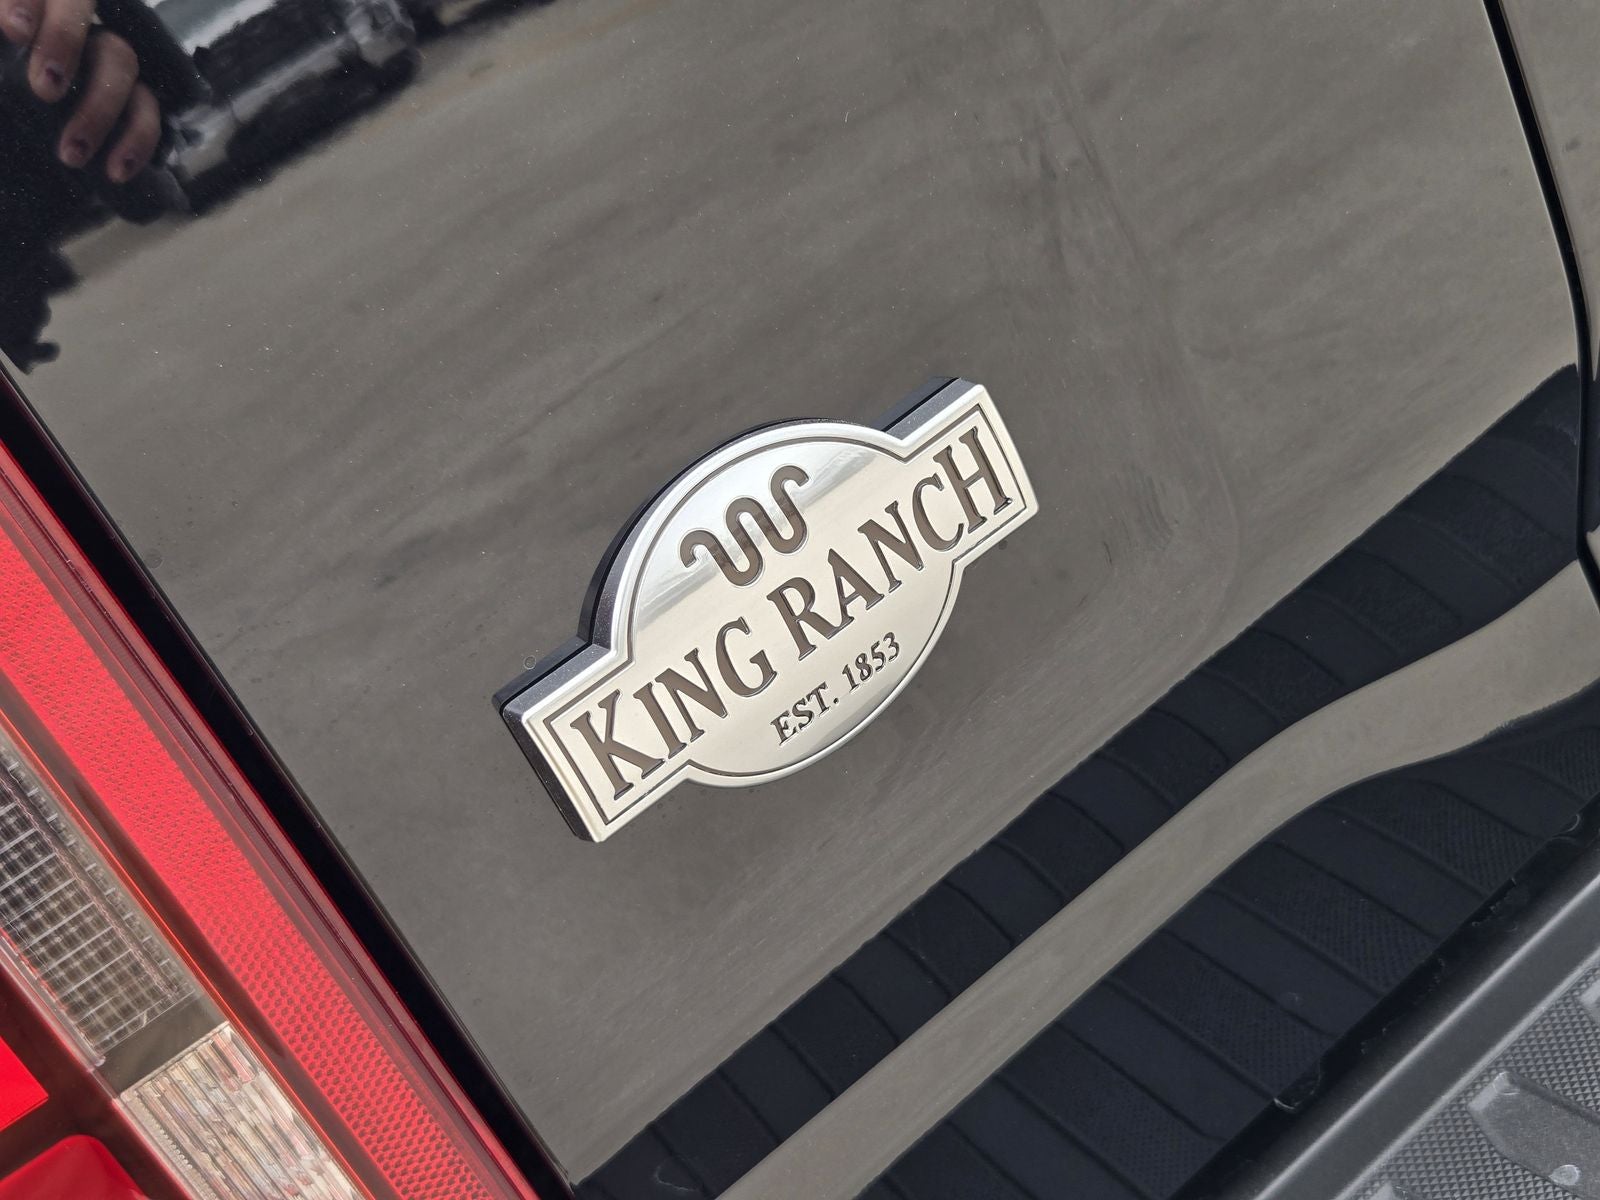 KING RANCH
EST. 1853